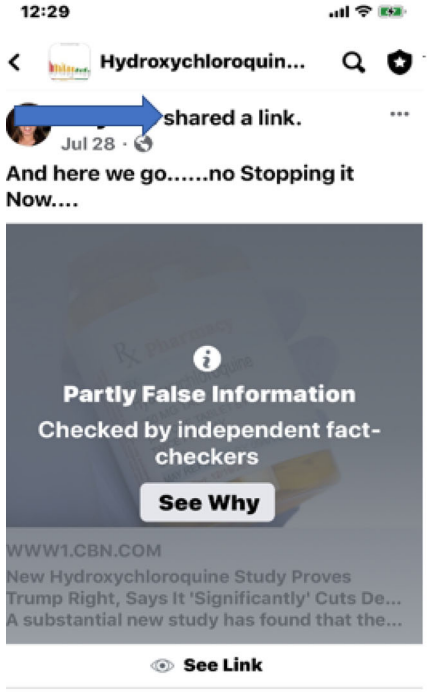 12:29
Hydroxychloroquin...
shared a link.
Jul 28 ·
And here we go......no Stopping it
Now....
Rx Pharmacy
Partly False Information
Checked by independent fact-
checkers
See Why
WWW1.CBN.COM
New Hydroxychloroquine Study Proves
Trump Right, Says It 'Significantly' Cuts De...
A substantial new study has found that the...
See Link